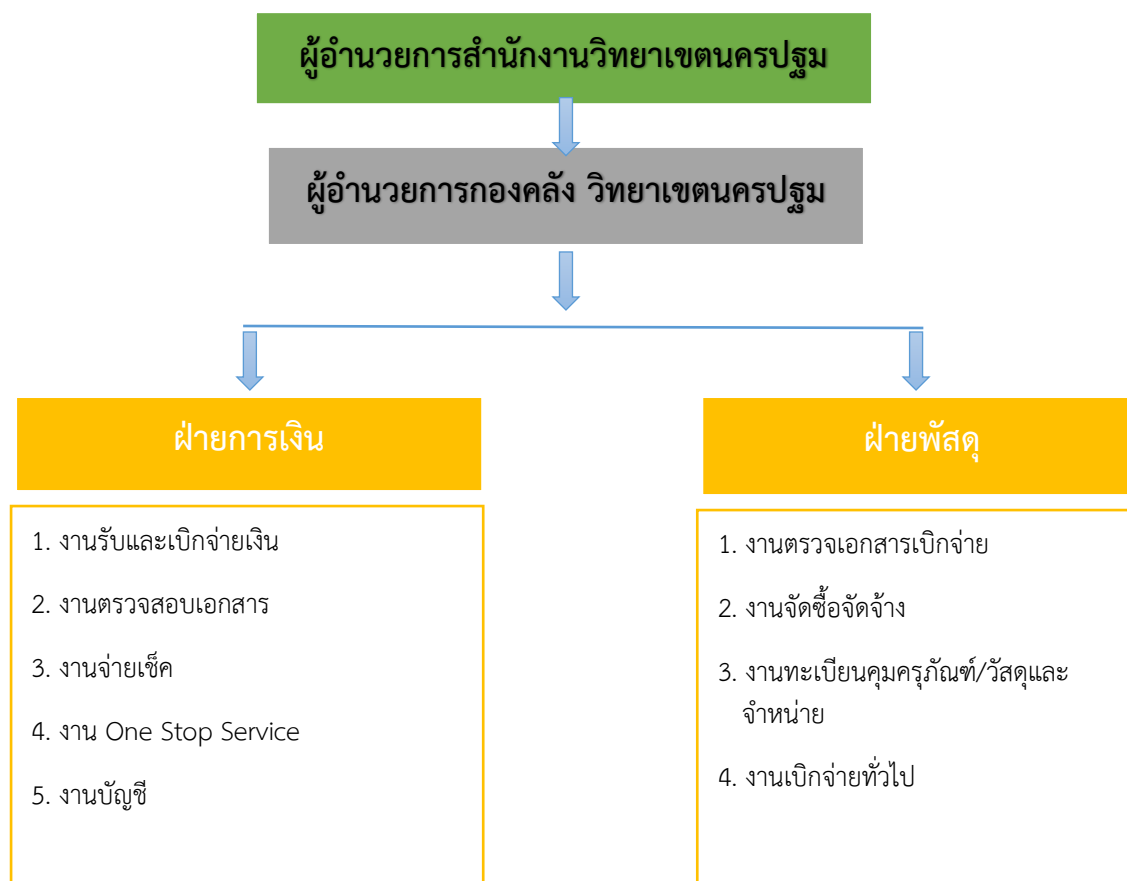 ผู้อำนวยการสำนักงานวิทยาเขตนครปฐม
ผู้อำนวยการกองคลัง วิทยาเขตนครปฐม
ฝ่ายการเงิน
1. งานรับและเบิกจ่ายเงิน
2. งานตรวจสอบเอกสาร
3. งานจ่ายเช็ค
4. งาน One Stop Service
5. งานบัญชี
ฝ่ายพัสดุ
1. งานตรวจเอกสารเบิกจ่าย
2. งานจัดซื้อจัดจ้าง
3. งานทะเบียนคุมครุภัณฑ์/วัสดุและ
จำหน่าย
4. งานเบิกจ่ายทั่วไป